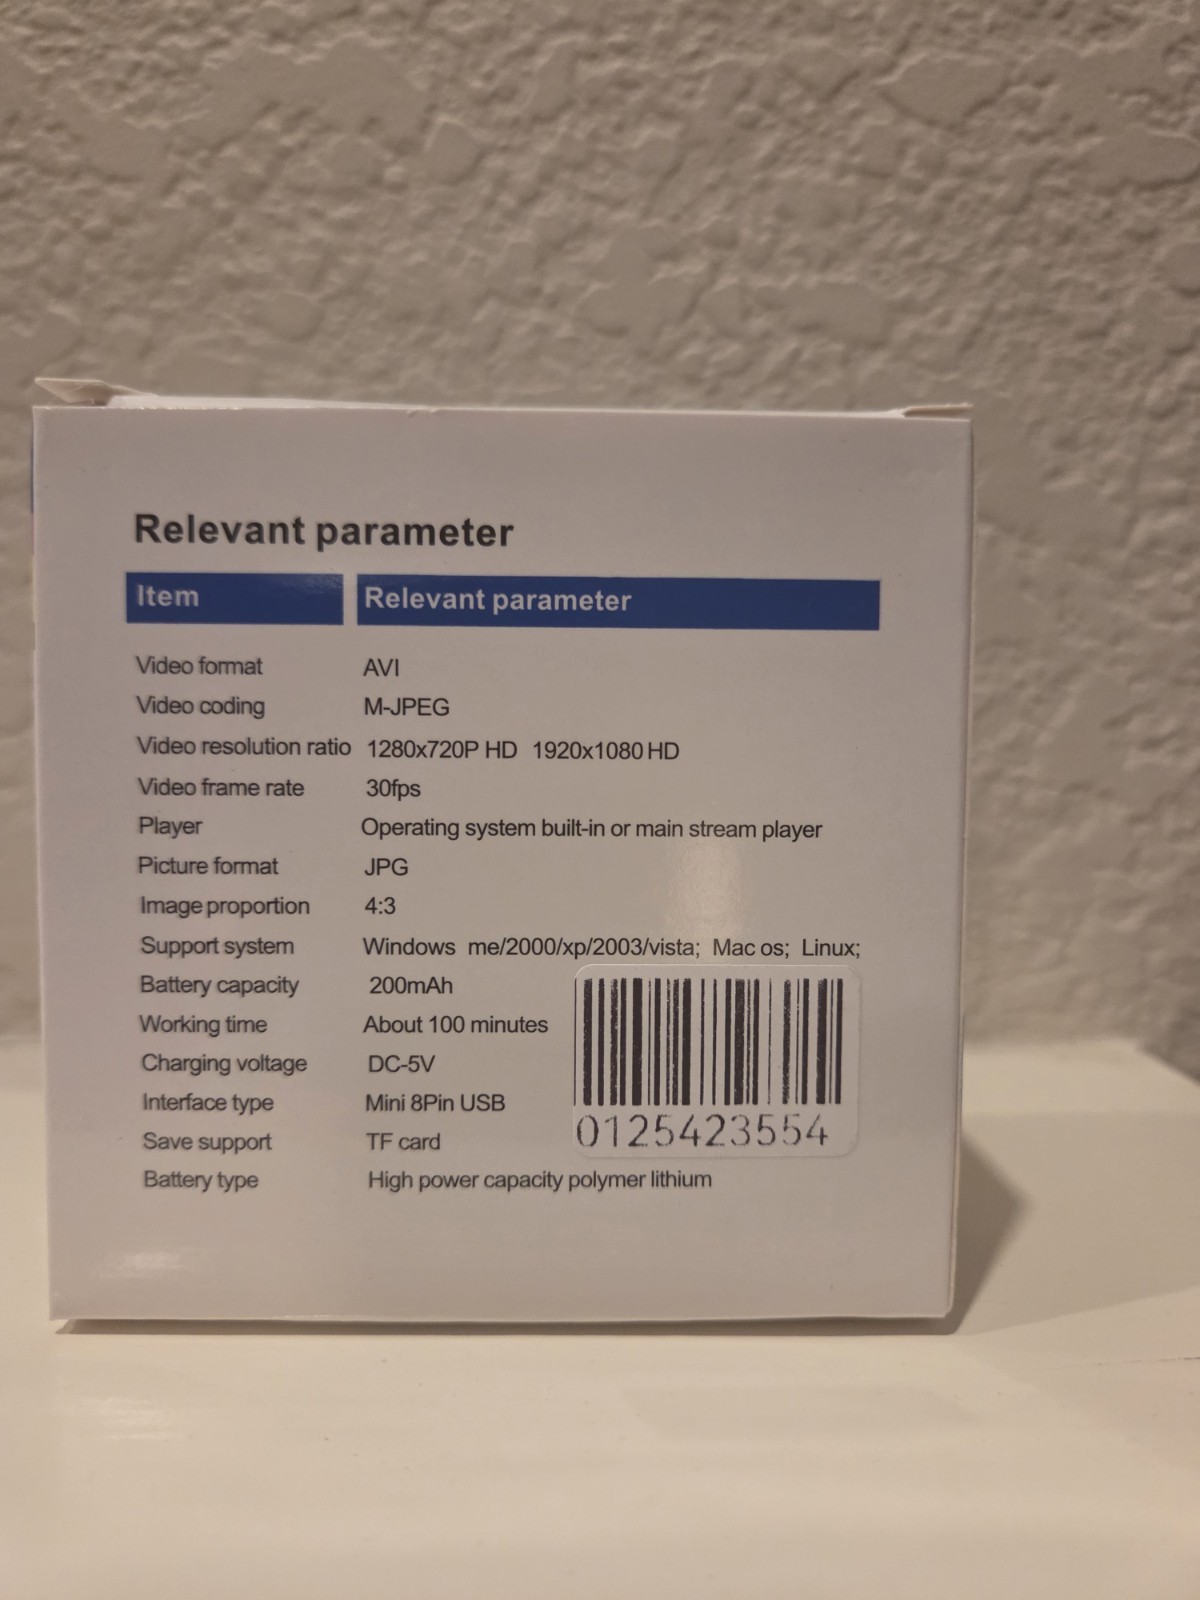 Relevant parameter
Item Relevant parameter
Video format AVI
Video coding M-JPEG
Video resolution ratio 1280x720P HD 1920x1080 HD
Video frame rate 30fps
Player Operating system built-in or main stream player
Picture format JPG
Image proportion 4:3
Support system Windows me/2000/xp/2003/vista; Mac os; Linux;
Battery capacity 200mAh
Working time About 100 minutes
Charging voltage DC-5V
Interface type Mini 8Pin USB
Save support TF card
0125423554
Battery type High power capacity polymer lithium